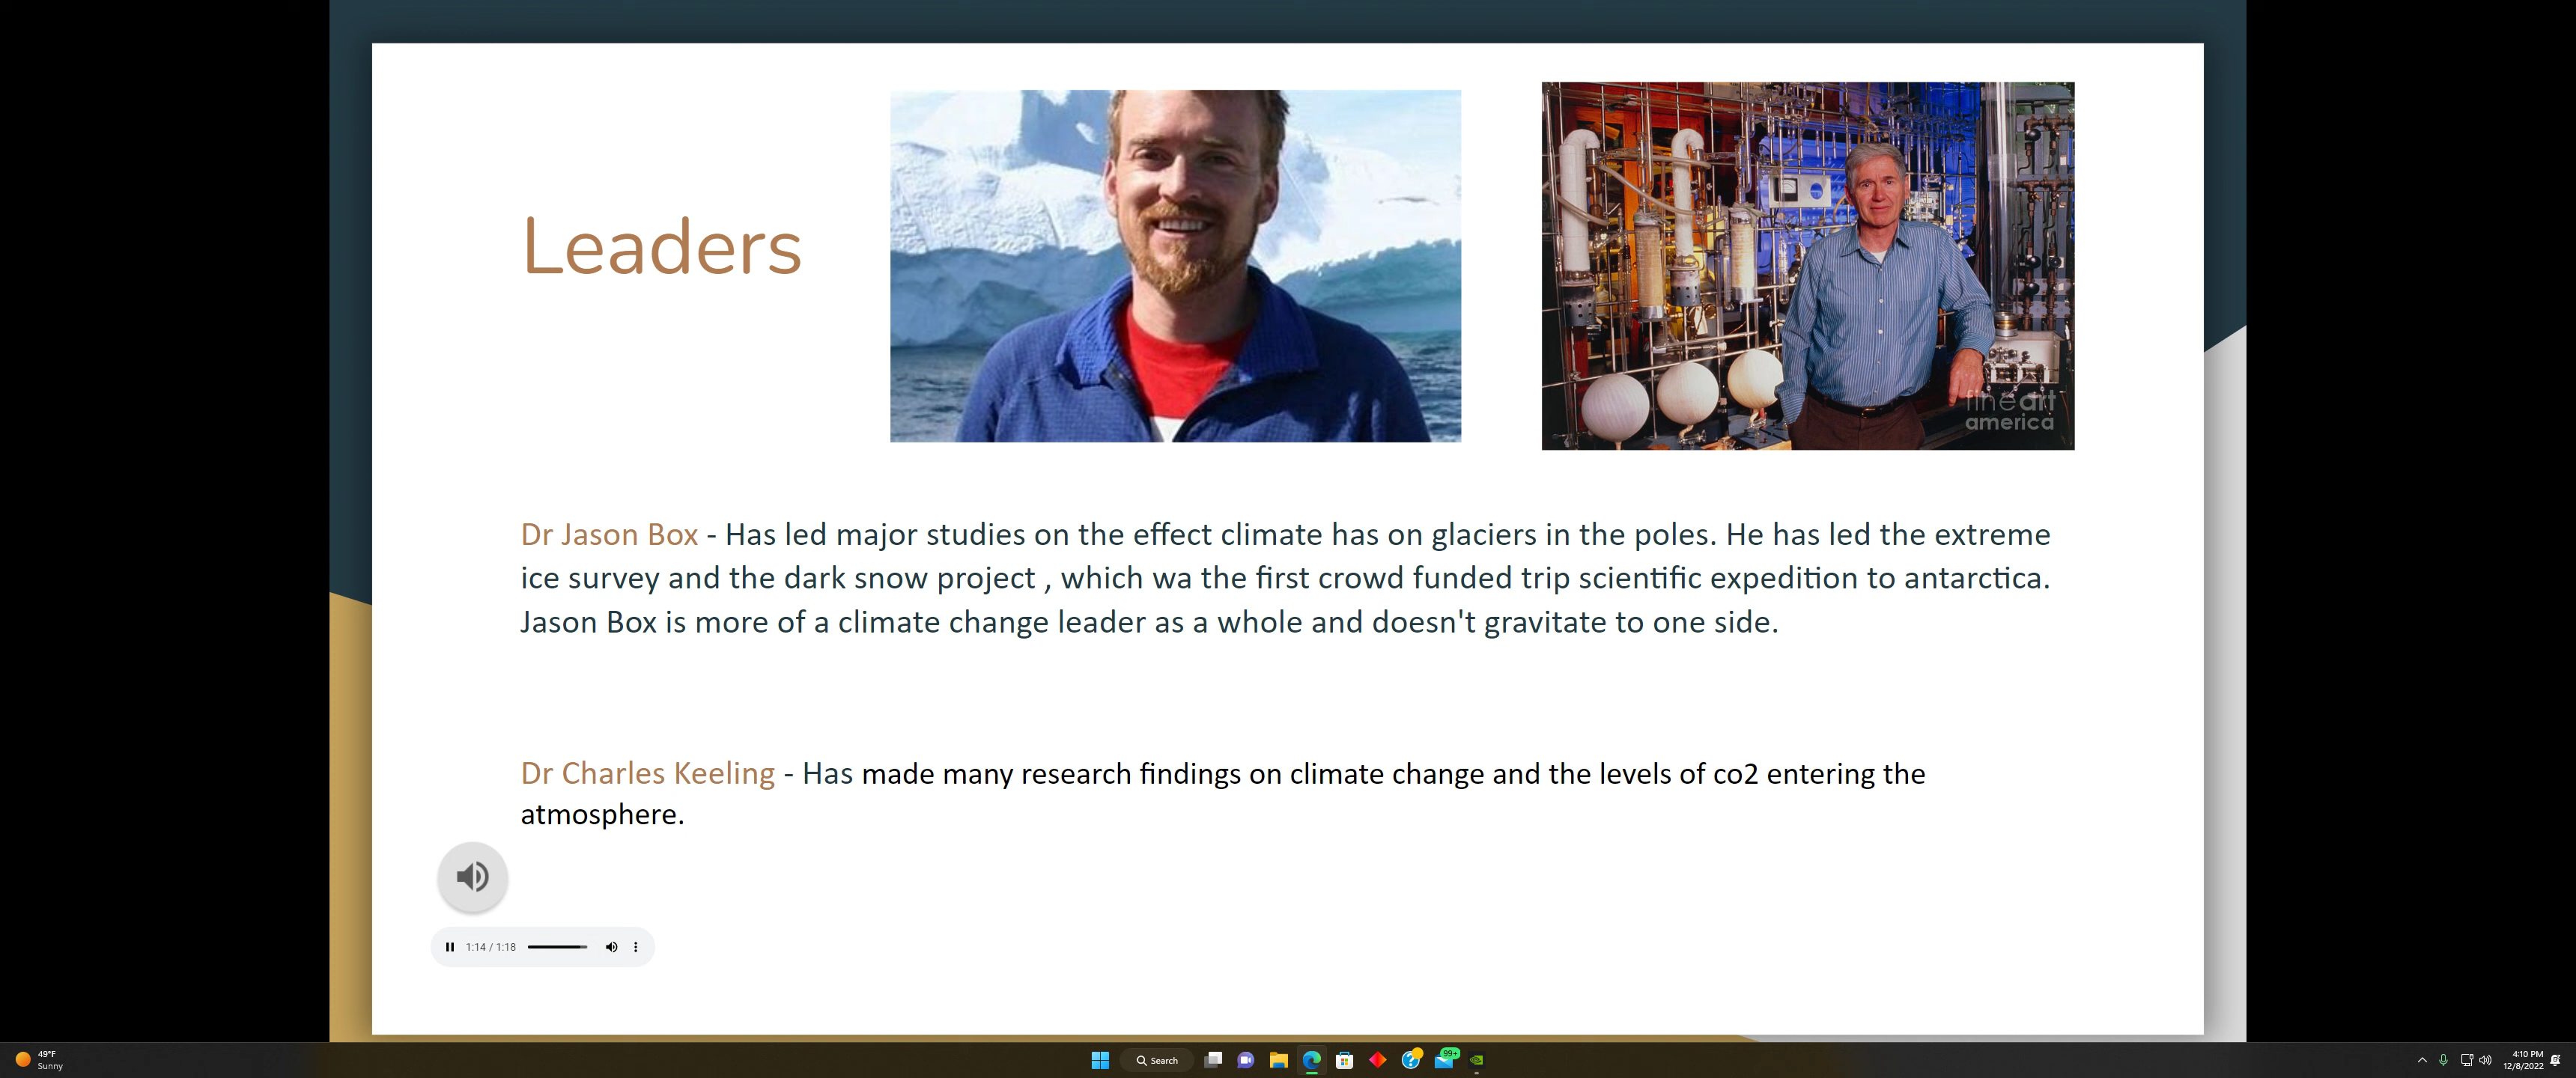 Leaders
fineart
america
Dr Jason Box - Has led major studies on the effect climate has on glaciers in the poles. He has led the extreme
ice survey and the dark snow project , which wa the first crowd funded trip scientific expedition to antarctica.
Jason Box is more of a climate change leader as a whole and doesn't gravitate to one side.
Dr Charles Keeling - Has made many research findings on climate change and the levels of co2 entering the
atmosphere.
1:14 / 1:18
49°F
Sunny
Search
99+
4:10 PM
12/8/2022